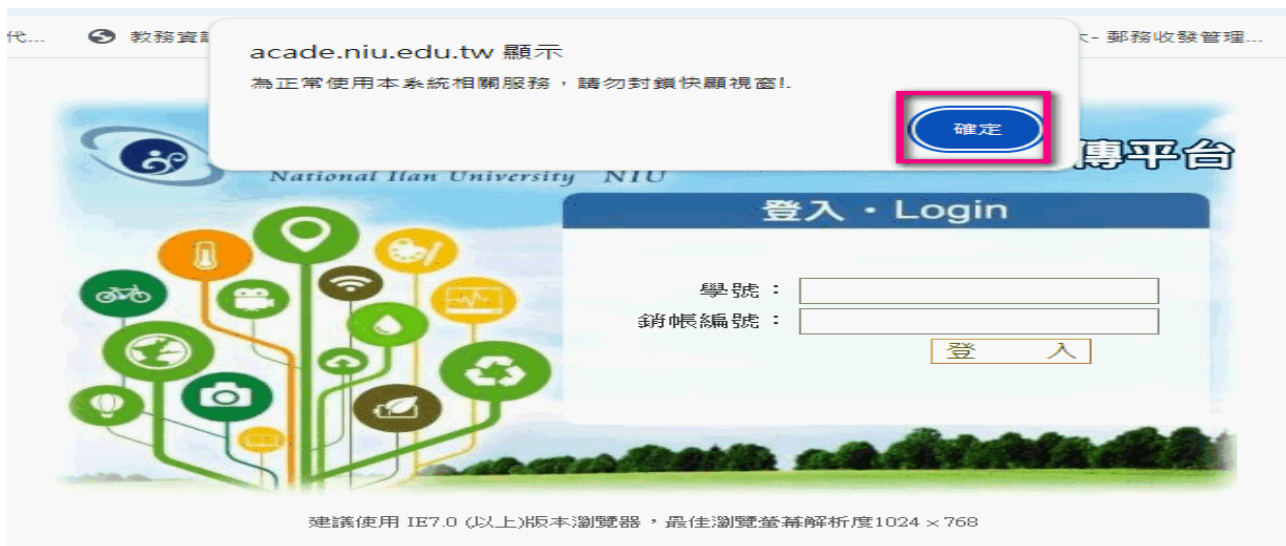 代... 教務資 - 郵務收發管理...
acade.niu.edu.tw 顯示
為正常使用本系統相關服務，請勿封鎖快顯視窗!.
確定
傳平台
National Ilan University NIU
登入・Login
學號：
銷帳編號：
登 入
建議使用 IE7.0 (以上)版本瀏覽器，最佳瀏覽螢幕解析度1024 × 768